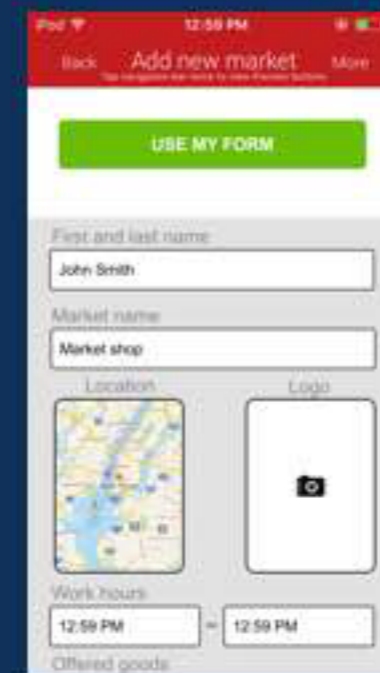 iPod 12:59 PM
Back Add new market More
USE MY FORM
First and last name
John Smith
Market name
Market shop
Location Logo
Work hours
12:59 PM – 12:59 PM
Offered goods